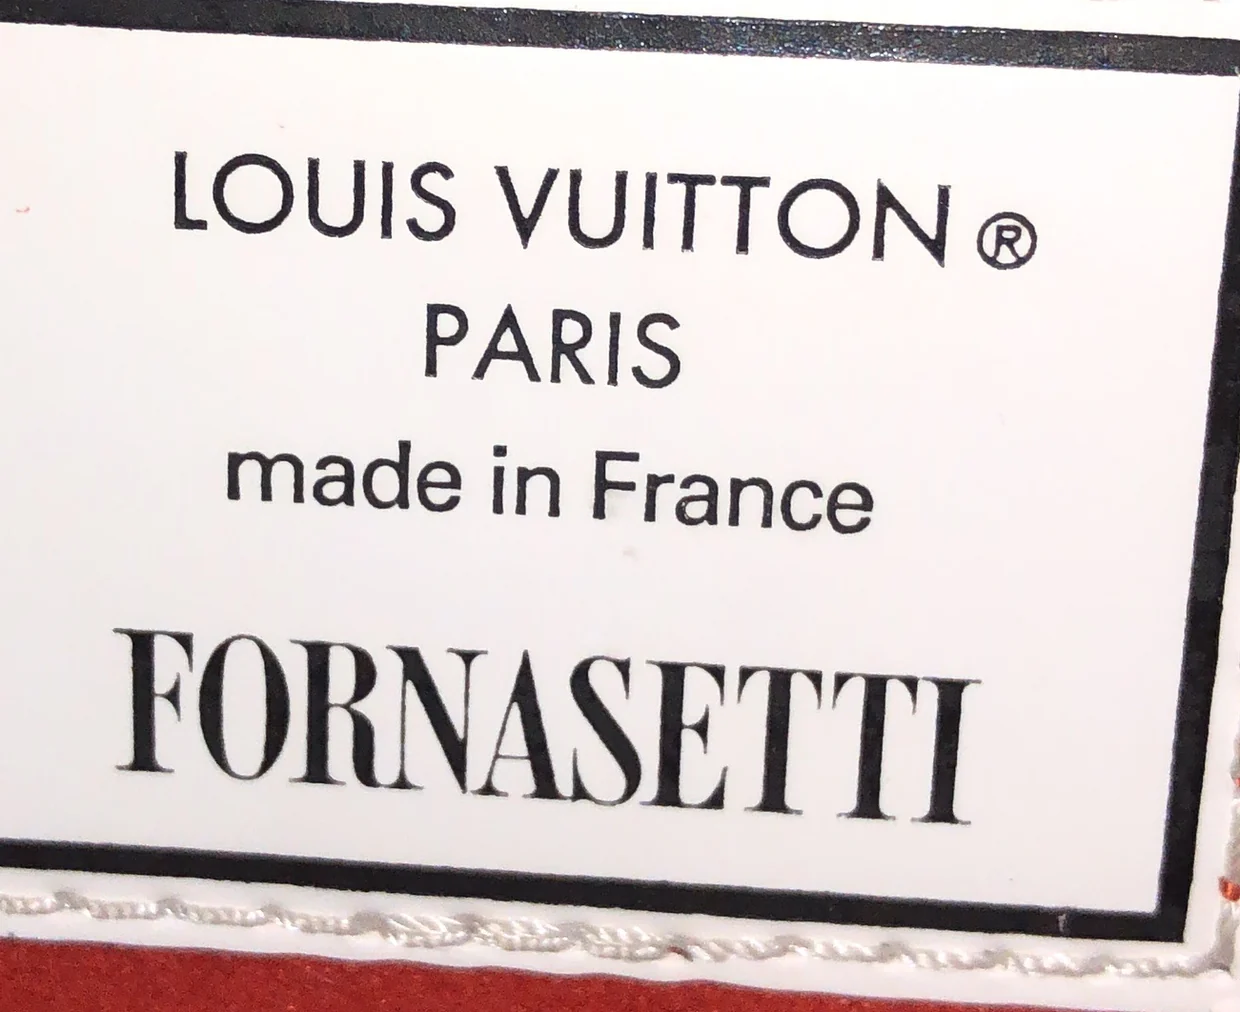 LOUIS VUITTON ®
PARIS
made in France
FORNASETTI